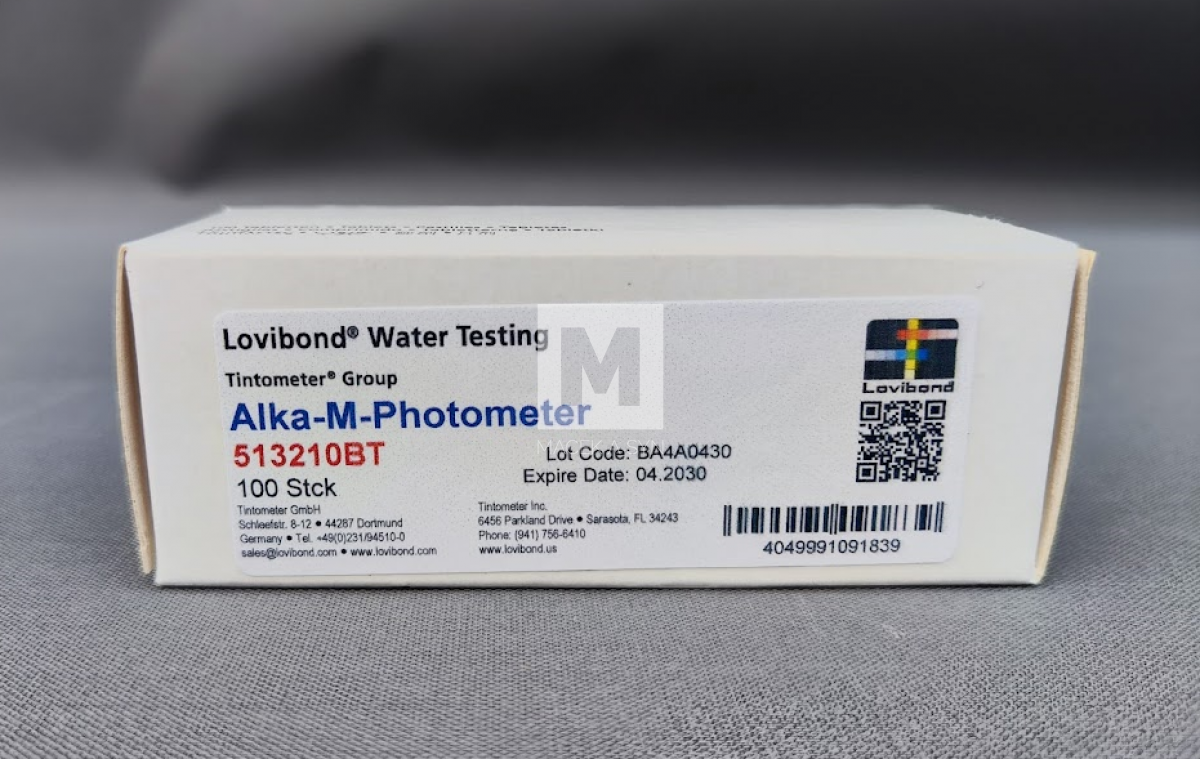 Lovibond® Water Testing
Tintometer® Group
Alka-M-Photometer
513210BT
100 Stck
Lot Code: BA4A0430
Expire Date: 04.2030
Tintometer GmbH
Schleefstr. 8-12 • 44287 Dortmund
Germany • Tel. +49(0)231/94510-0
sales@lovibond.com • www.lovibond.com
Tintometer Inc.
6456 Parkland Drive • Sarasota, FL 34243
Phone: (941) 756-6410
www.lovibond.us
Lovibond
4049991091839
M